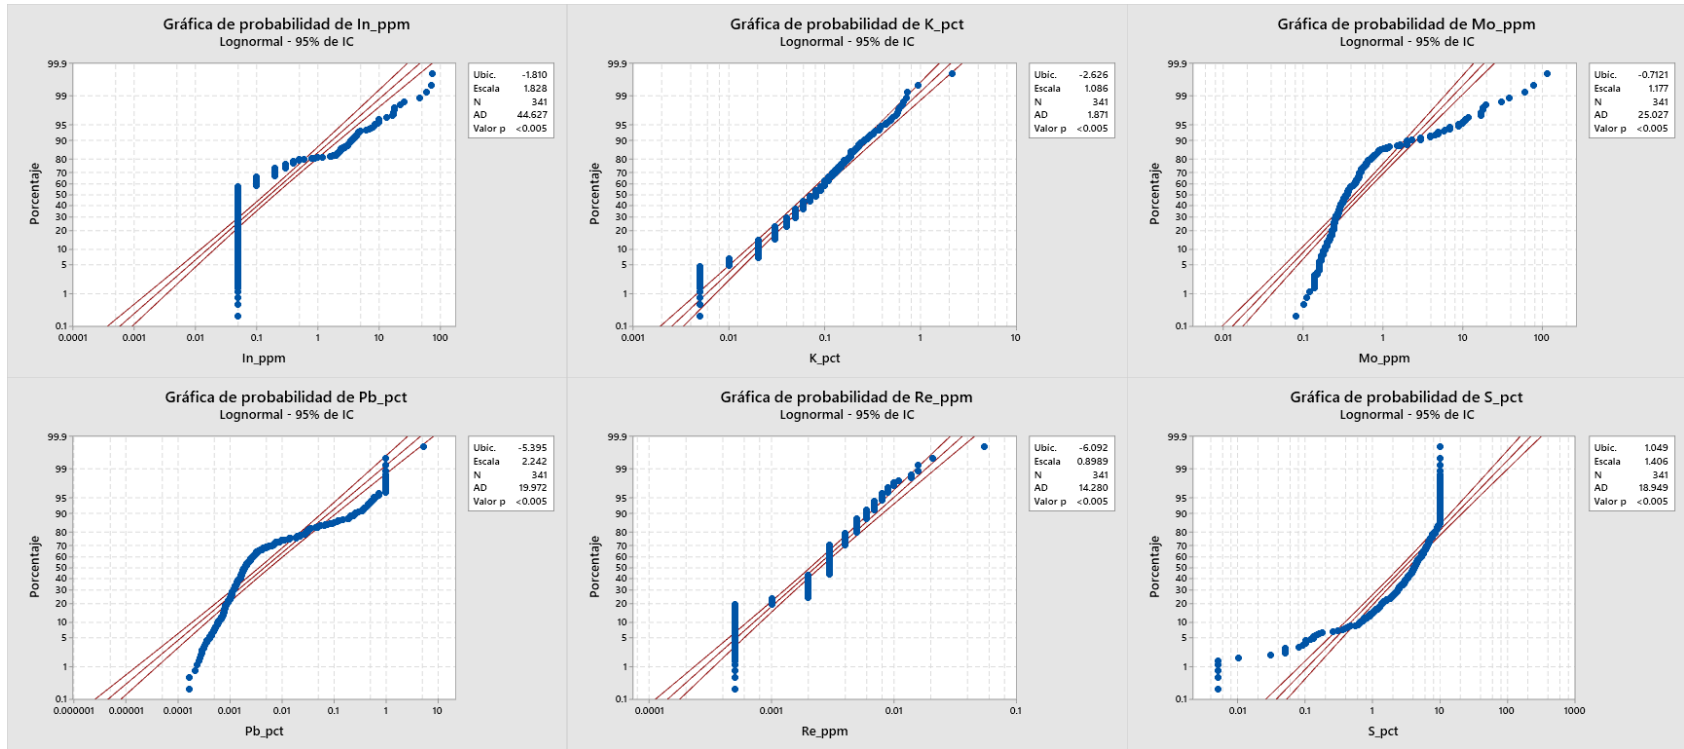 Gráfica de probabilidad de In_ppm
Lognormal - 95% de IC
Ubic. -1.810
Escala 1.828
N 341
AD 44.627
Valor p <0.005
Porcentaje
99.9
99
95
90
80
70
60
50
40
30
20
10
5
1
0.1
0.0001 0.001 0.01 0.1 1 10 100
In_ppm
Gráfica de probabilidad de K_pct
Lognormal - 95% de IC
Ubic. -2.626
Escala 1.086
N 341
AD 1.871
Valor p <0.005
Porcentaje
99.9
99
95
90
80
70
60
50
40
30
20
10
5
1
0.1
0.001 0.01 0.1 1 10
K_pct
Gráfica de probabilidad de Mo_ppm
Lognormal - 95% de IC
Ubic. -0.7121
Escala 1.177
N 341
AD 25.027
Valor p <0.005
Porcentaje
99.9
99
95
90
80
70
60
50
40
30
20
10
5
1
0.1
0.01 0.1 1 10 100
Mo_ppm
Gráfica de probabilidad de Pb_pct
Lognormal - 95% de IC
Ubic. -5.395
Escala 2.242
N 341
AD 19.972
Valor p <0.005
Porcentaje
99.9
99
95
90
80
70
60
50
40
30
20
10
5
1
0.1
0.000001 0.00001 0.0001 0.001 0.01 0.1 1 10
Pb_pct
Gráfica de probabilidad de Re_ppm
Lognormal - 95% de IC
Ubic. -6.092
Escala 0.8989
N 341
AD 14.280
Valor p <0.005
Porcentaje
99.9
99
95
90
80
70
60
50
40
30
20
10
5
1
0.1
0.0001 0.001 0.01 0.1
Re_ppm
Gráfica de probabilidad de S_pct
Lognormal - 95% de IC
Ubic. 1.049
Escala 1.406
N 341
AD 18.949
Valor p <0.005
Porcentaje
99.9
99
95
90
80
70
60
50
40
30
20
10
5
1
0.1
0.01 0.1 1 10 100 1000
S_pct